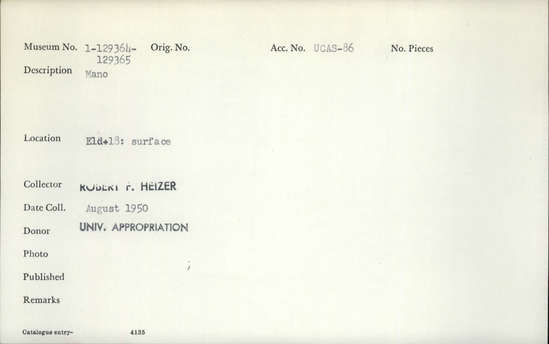 Museum No. 1-129364- Orig. No. Acc. No. UCAS-86 No. Pieces
129365
Description Mano
Location Eld-18: surface
Collector ROBERT F. HEIZER
Date Coll. August 1950
Donor UNIV. APPROPRIATION
Photo
Published
Remarks
Catalogue entry- 4135